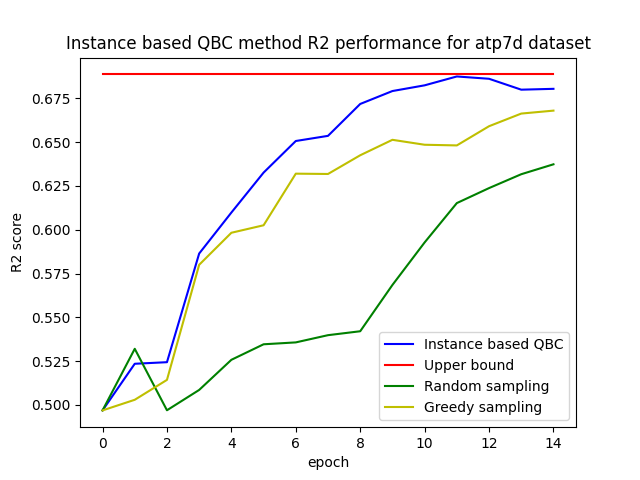 Instance based QBC method R2 performance for atp7d dataset
R2 score
0.675
0.650
0.625
0.600
0.575
0.550
0.525
0.500
Instance based QBC
Upper bound
Random sampling
Greedy sampling
0 2 4 6 8 10 12 14
epoch